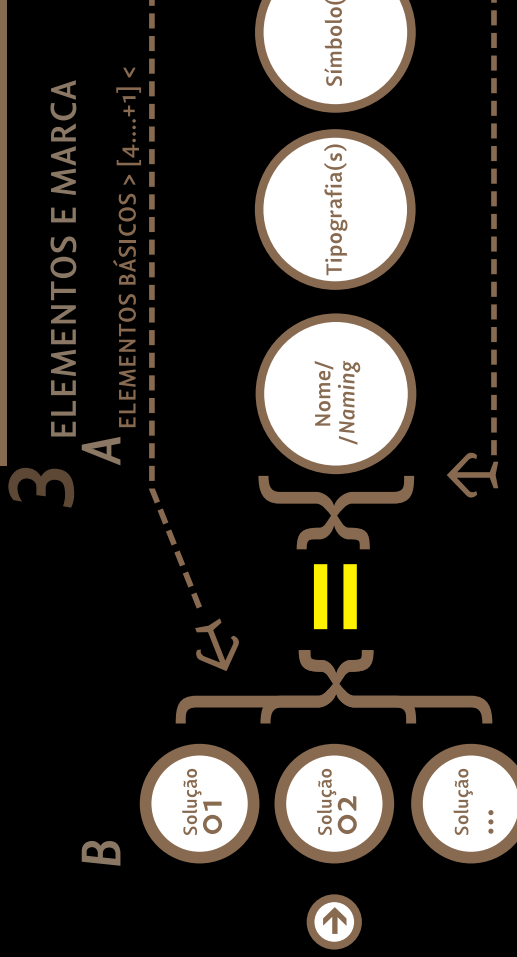 3
ELEMENTOS E MARCA
A
ELEMENTOS BÁSICOS > [4....+1] <
B
Solução
01
Solução
02
Solução
...
=
Nome/
/Naming
Tipografia(s)
Símbolo(